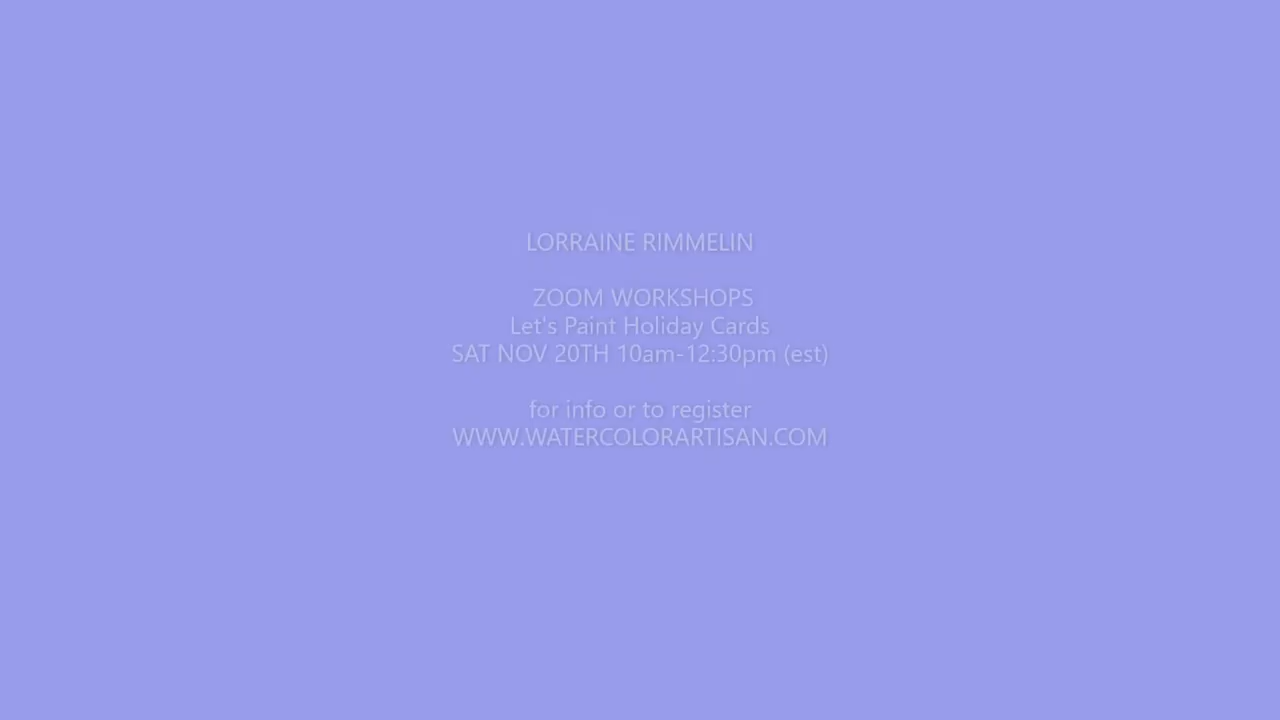 LORRAINE RIMMELIN
ZOOM WORKSHOPS
Let's Paint Holiday Cards
SAT NOV 20TH 10am-12:30pm (est)
for info or to register
WWW.WATERCOLORARTISAN.COM